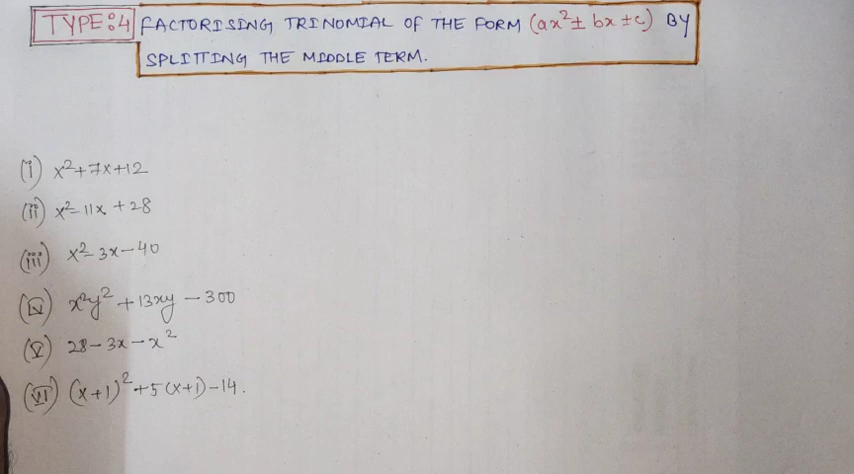 TYPE:4 FACTORISING TRINOMIAL OF THE FORM (ax²± bx ± c) BY
SPLITTING THE MIDDLE TERM.
(i) x²+7x+12
(ii) x²-11x+28
(iii) x²-3x-40
(iv) x²y²+13xy-300
(v) 28-3x-x²
(vi) (x+1)²+5(x+1)-14.